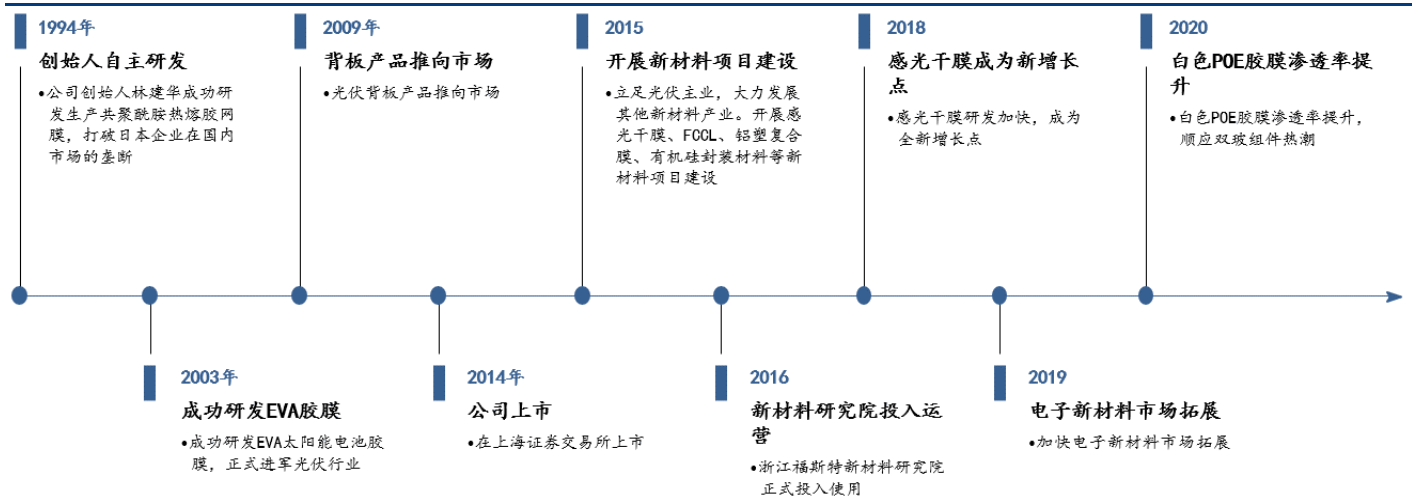 1994年
创始人自主研发
•公司创始人林建华成功研
发生产共聚酰胺热熔胶网
膜，打破日本企业在国内
市场的垄断
2003年
成功研发EVA胶膜
•成功研发EVA太阳能电池胶
膜，正式进军光伏行业
2009年
背板产品推向市场
•光伏背板产品推向市场
2014年
公司上市
•在上海证券交易所上市
2015
开展新材料项目建设
•立足光伏主业，大力发展
其他新材料产业。开展感
光干膜、FCCL、铝塑复合
膜、有机硅封装材料等新
材料项目建设
2016
新材料研究院投入运
营
•浙江福斯特新材料研究院
正式投入使用
2018
感光干膜成为新增长
点
•感光干膜研发加快，成为
全新增长点
2019
电子新材料市场拓展
•加快电子新材料市场拓展
2020
白色POE胶膜渗透率提
升
•白色POE胶膜渗透率提升，
顺应双玻组件热潮